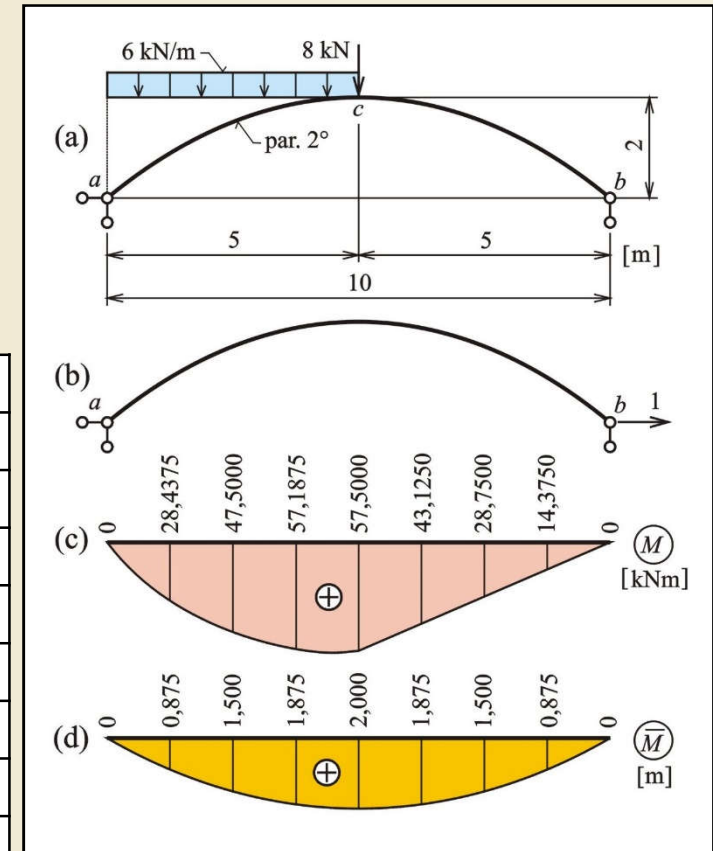 6 kN/m 8 kN
c
(a) par. 2° 2
a b
5 5 [m]
10
(b)
a b 1
0 28,4375 47,5000 57,1875 57,5000 43,1250 28,7500 14,3750 0
(c) + M
[kNm]
0 0,875 1,500 1,875 2,000 1,875 1,500 0,875 0
(d) + M̅
[m]